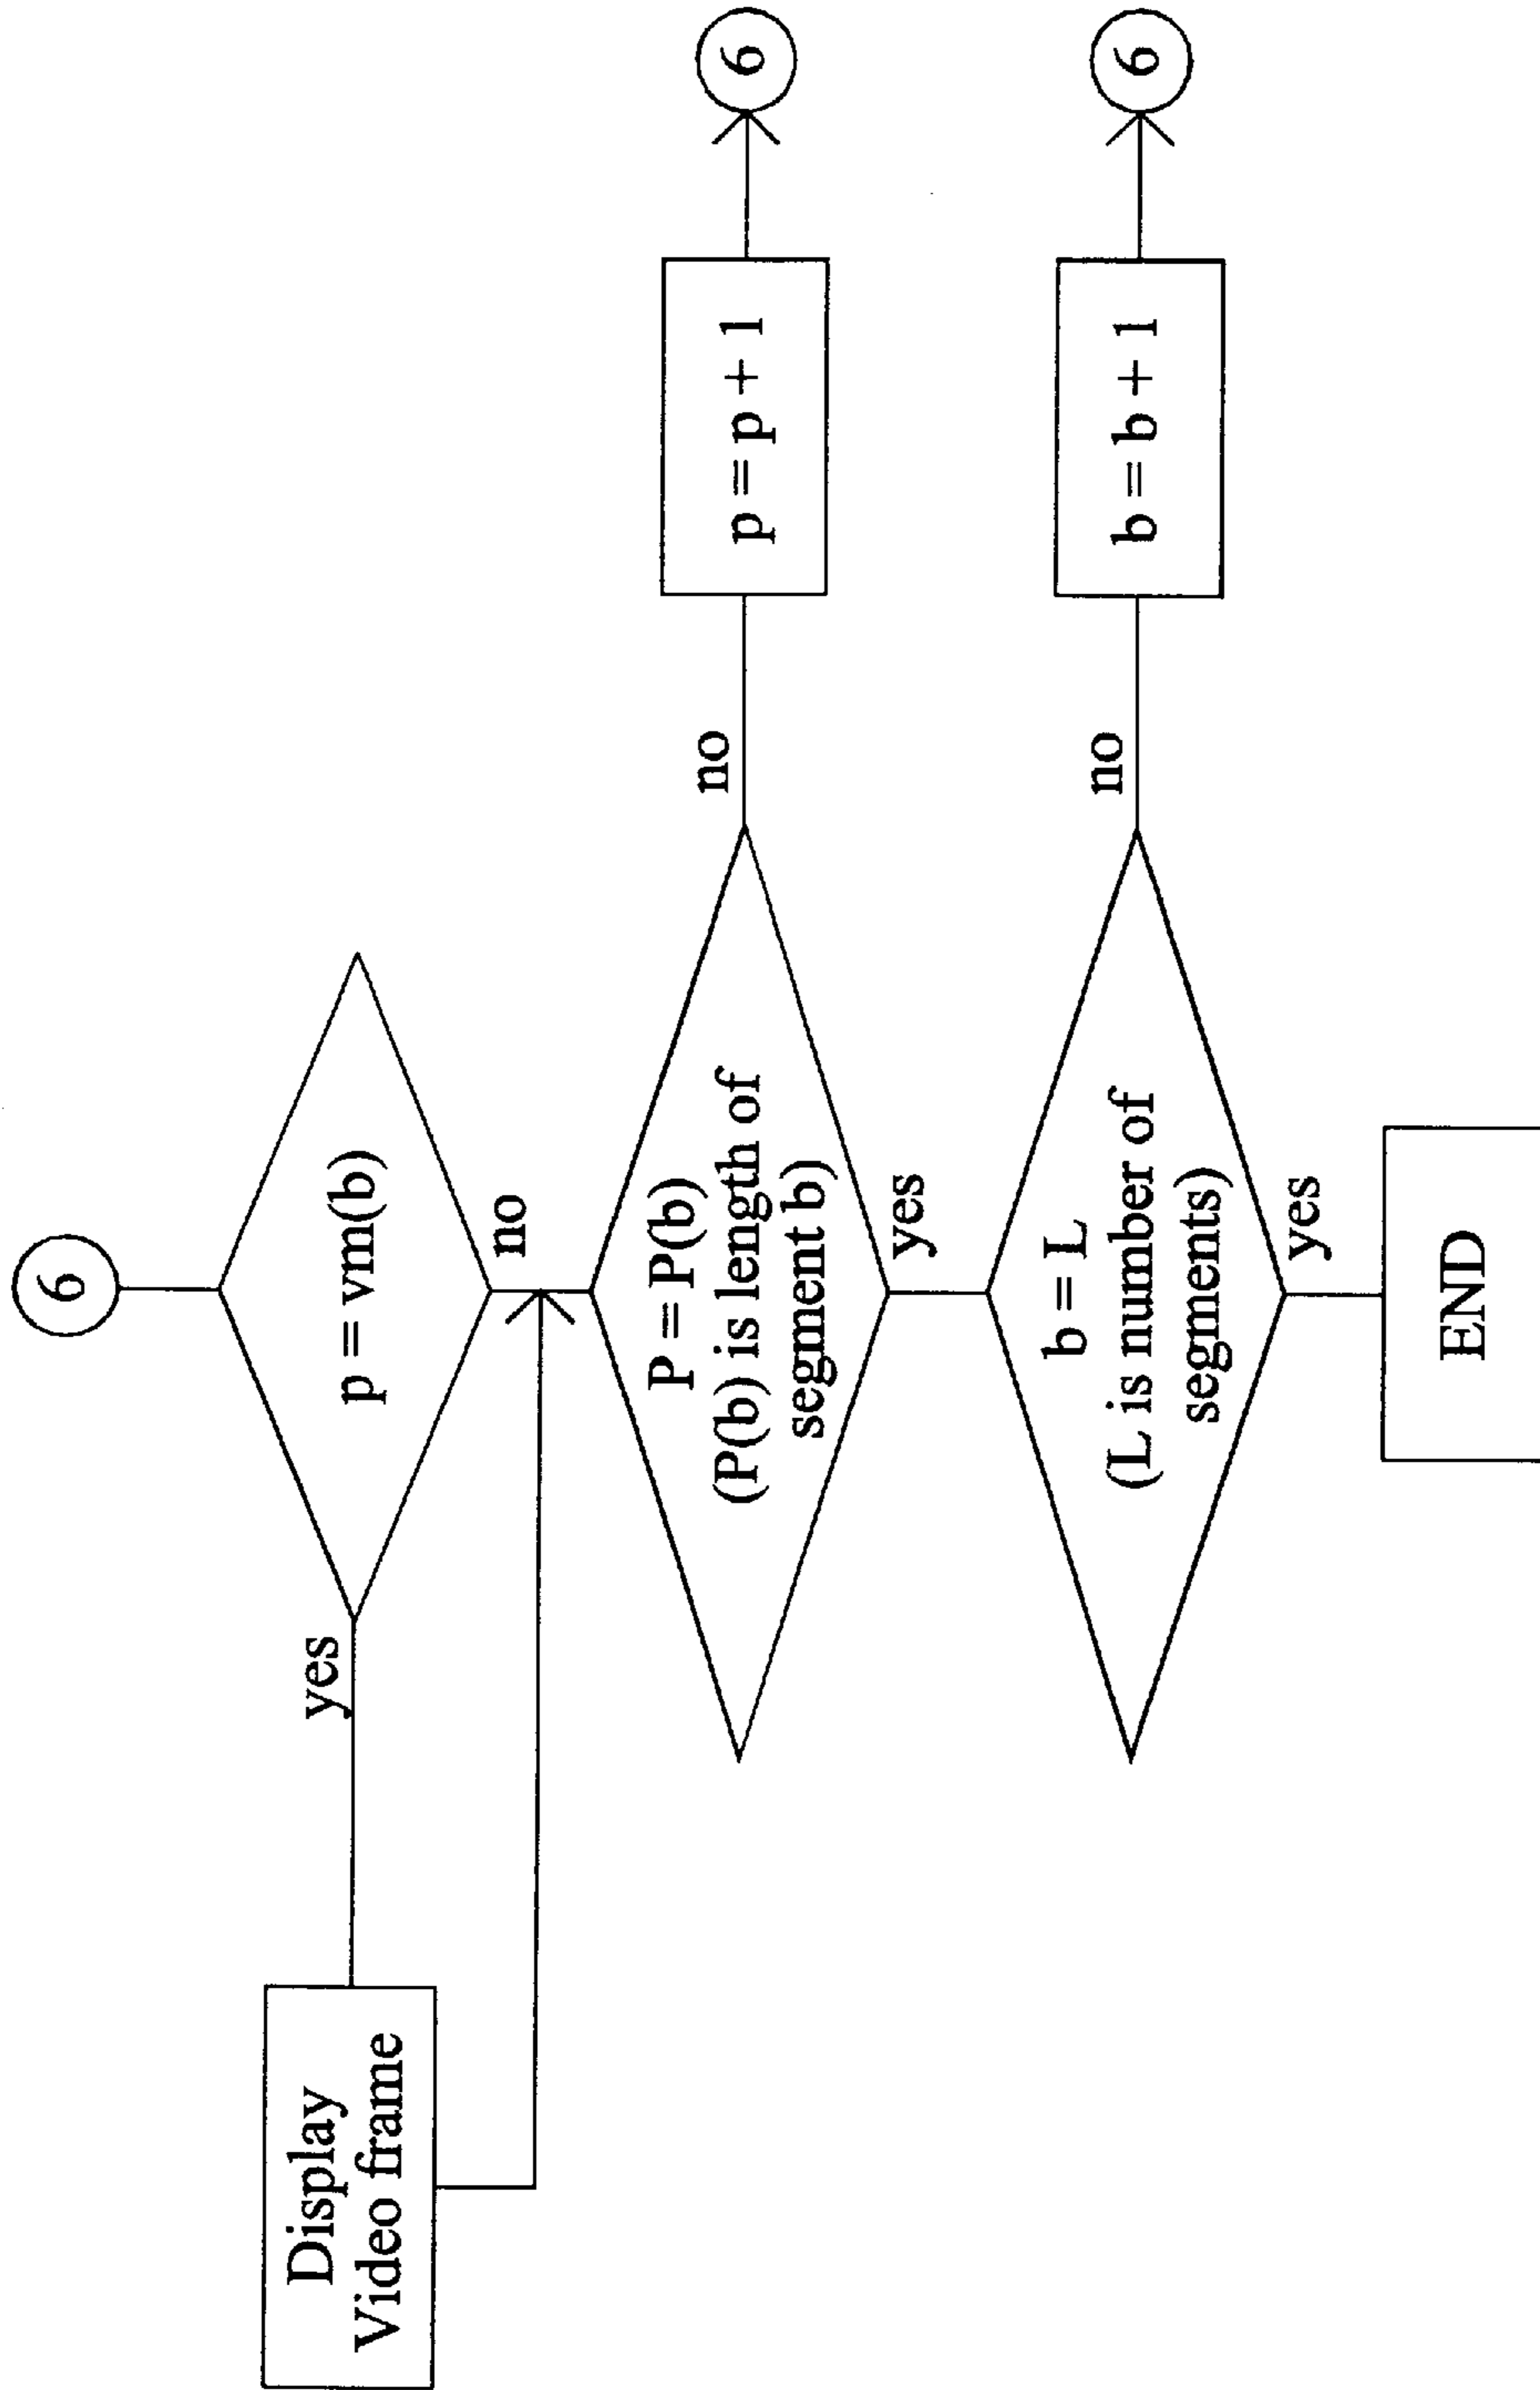 6
p = vm(b)
yes
Display
Video frame
no
P = P(b)
(P(b) is length of
segment b)
no
p = p + 1
6
yes
b = L
(L is number of
segments)
no
b = b + 1
6
yes
END